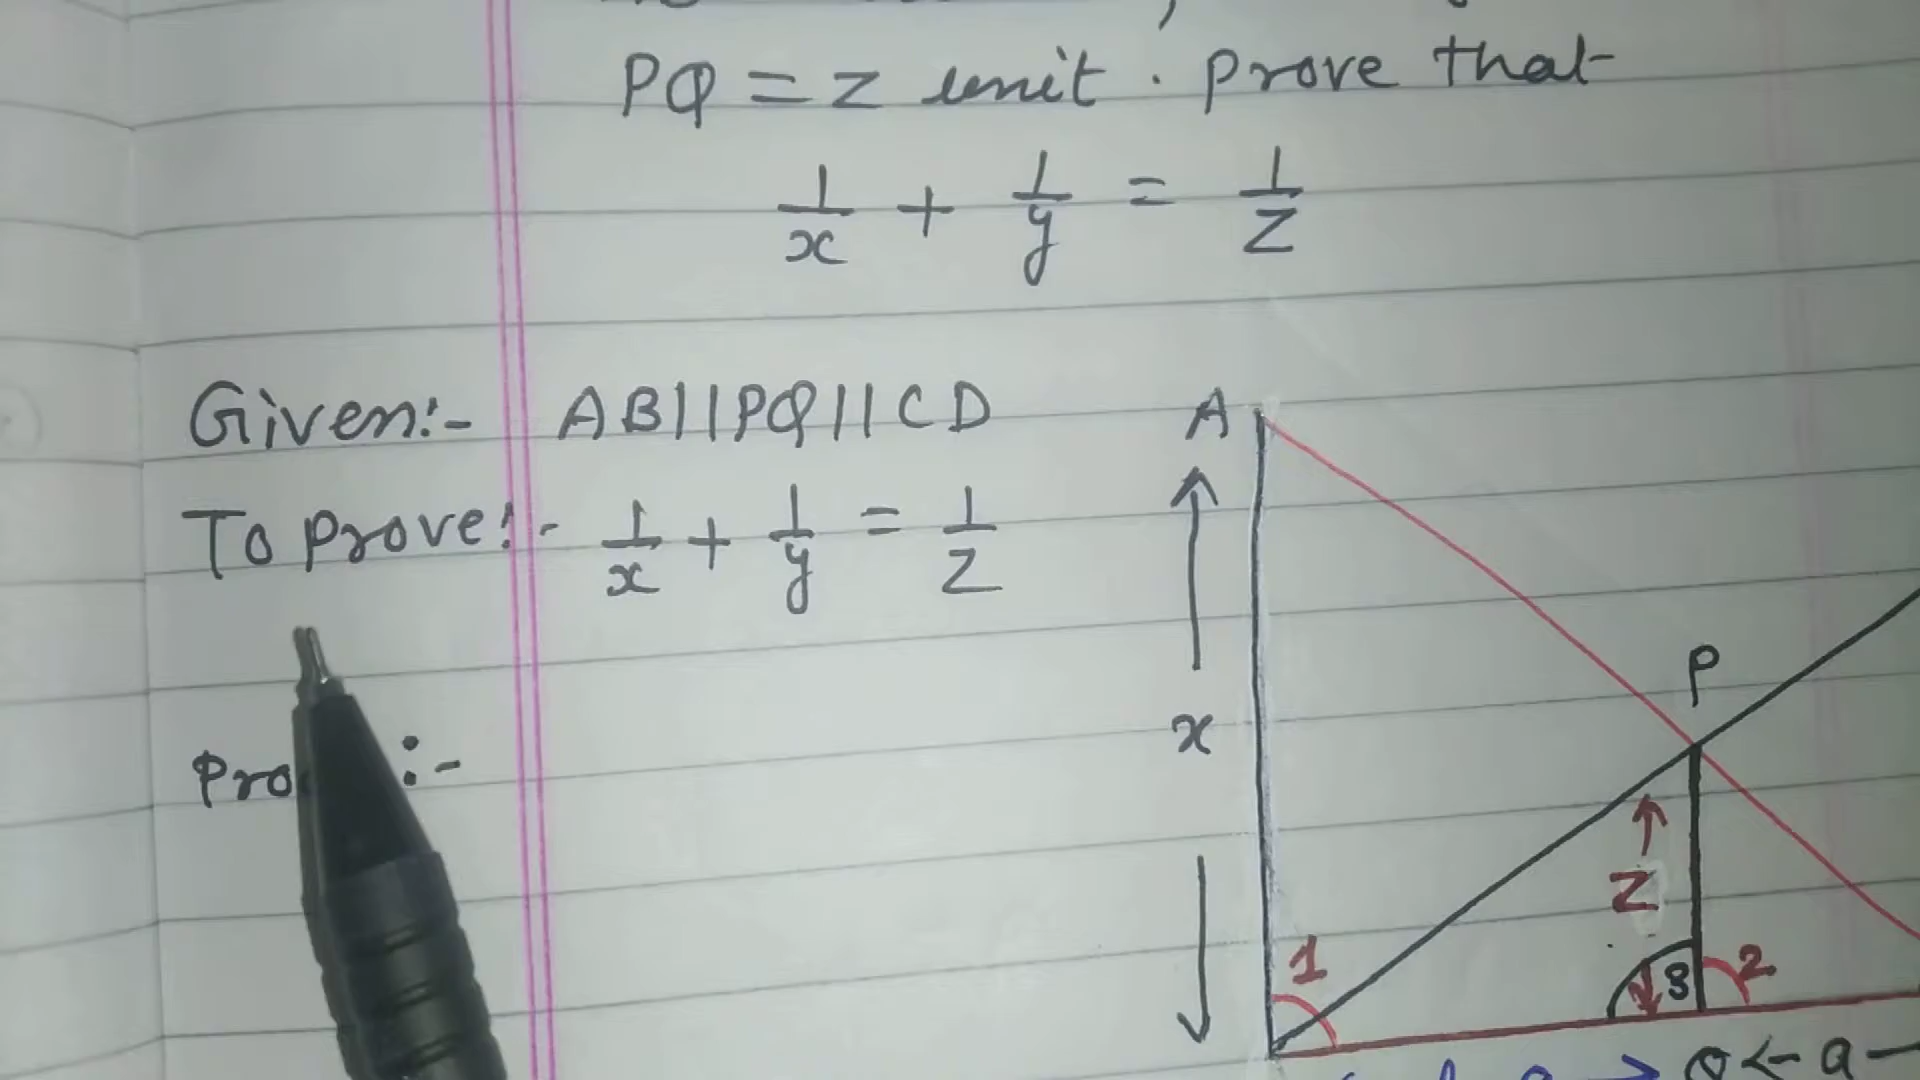 PQ = z unit. Prove that
1/x + 1/y = 1/z
Given:- AB||PQ||CD
To prove:- 1/x + 1/y = 1/z
:-
A
P
x
z
1
3
2
Q ← a